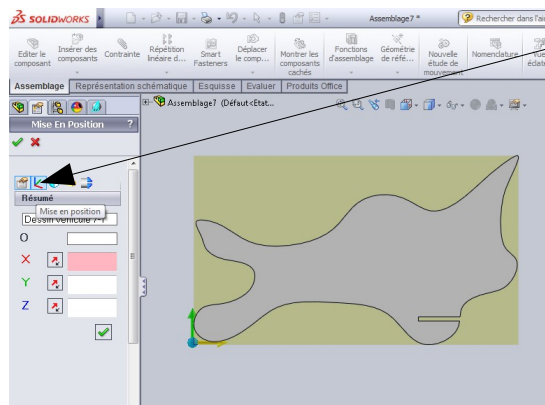 SOLIDWORKS
Assemblage7 *
Rechercher dans l'ai
Editer le composant
Insérer des composants
Contrainte
Répétition linéaire d...
Smart Fasteners
Déplacer le comp...
Montrer les composants cachés
Fonctions d'assemblage
Géométrie de réfé...
Nouvelle étude de mouvement
Nomenclature
Vue éclaté
Assemblage
Représentation schématique
Esquisse
Evaluer
Produits Office
Assemblage7 (Défaut<Etat...
Mise En Position
?
Résumé
Mise en position
O
X
Y
Z